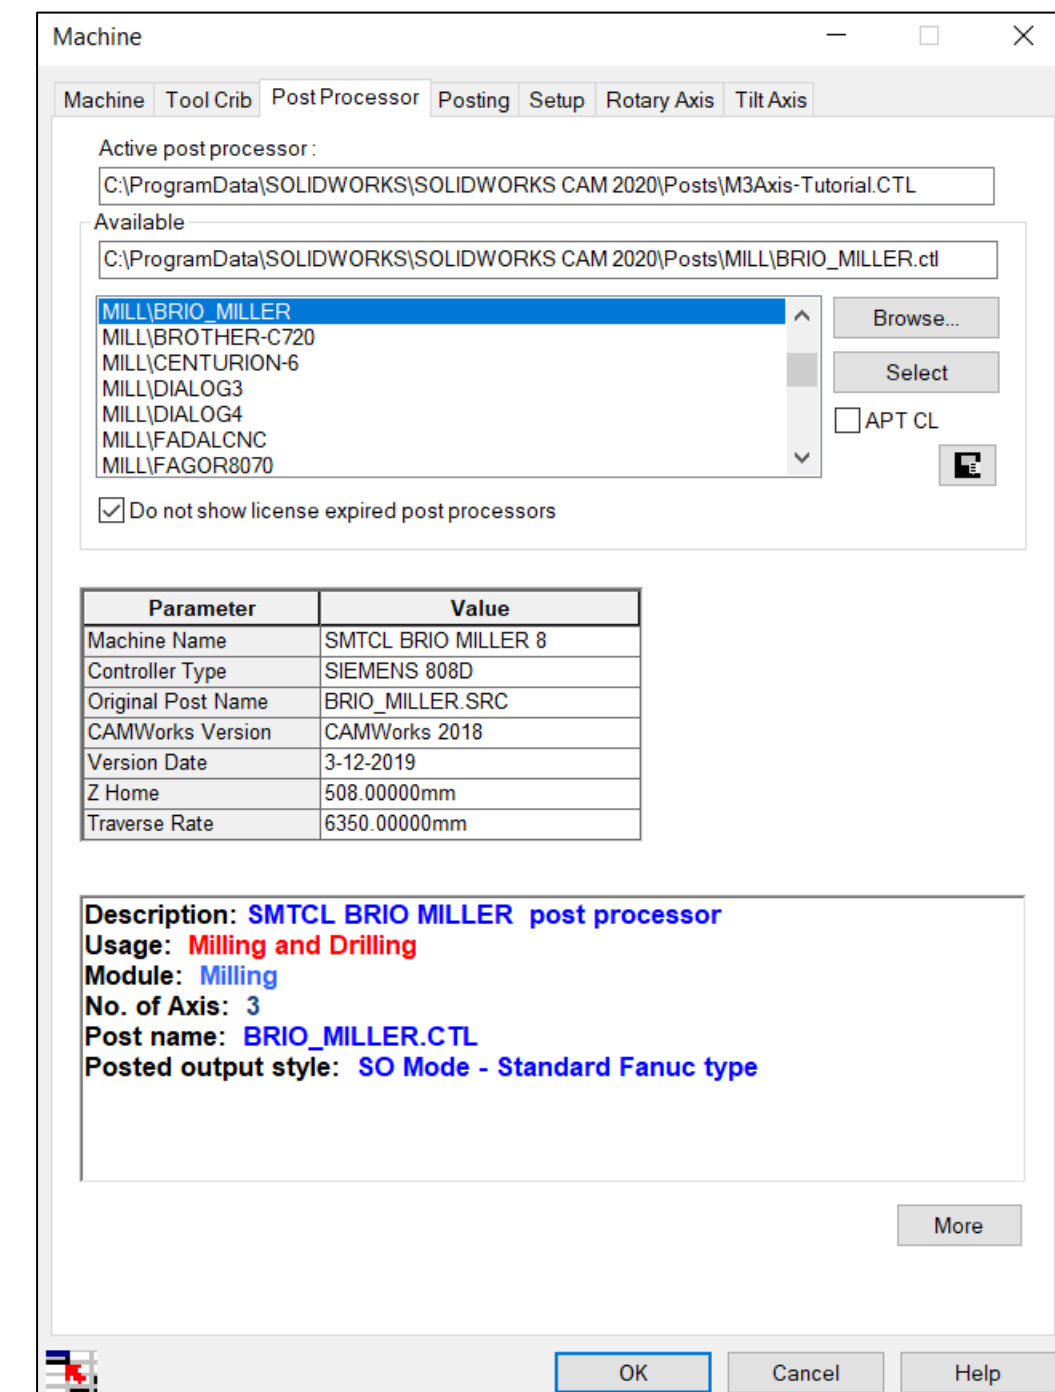 Machine
Machine Tool Crib Post Processor Posting Setup Rotary Axis Tilt Axis
Active post processor :
C:\ProgramData\SOLIDWORKS\SOLIDWORKS CAM 2020\Posts\M3Axis-Tutorial.CTL
Available
C:\ProgramData\SOLIDWORKS\SOLIDWORKS CAM 2020\Posts\MILL\BRIO_MILLER.ctl
MILL\BRIO_MILLER
MILL\BROTHER-C720
MILL\CENTURION-6
MILL\DIALOG3
MILL\DIALOG4
MILL\FADALCNC
MILL\FAGOR8070
Browse...
Select
APT CL
Do not show license expired post processors
Parameter Value
Machine Name SMTCL BRIO MILLER 8
Controller Type SIEMENS 808D
Original Post Name BRIO_MILLER.SRC
CAMWorks Version CAMWorks 2018
Version Date 3-12-2019
Z Home 508.00000mm
Traverse Rate 6350.00000mm
Description: SMTCL BRIO MILLER post processor
Usage: Milling and Drilling
Module: Milling
No. of Axis: 3
Post name: BRIO_MILLER.CTL
Posted output style: SO Mode - Standard Fanuc type
More
OK Cancel Help